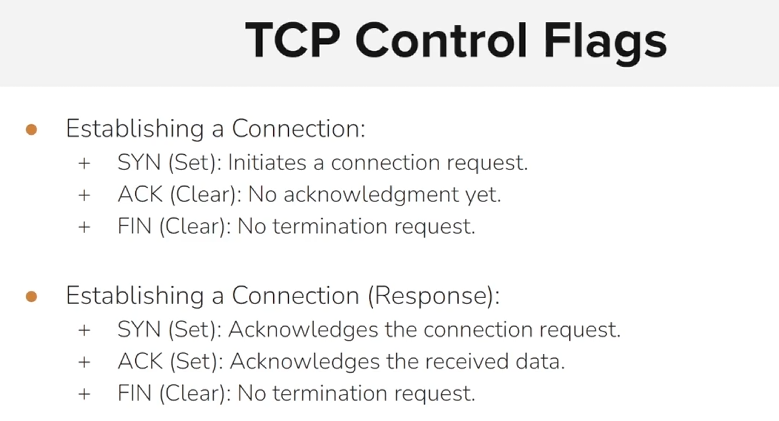 TCP Control Flags
● Establishing a Connection:
+ SYN (Set): Initiates a connection request.
+ ACK (Clear): No acknowledgment yet.
+ FIN (Clear): No termination request.
● Establishing a Connection (Response):
+ SYN (Set): Acknowledges the connection request.
+ ACK (Set): Acknowledges the received data.
+ FIN (Clear): No termination request.